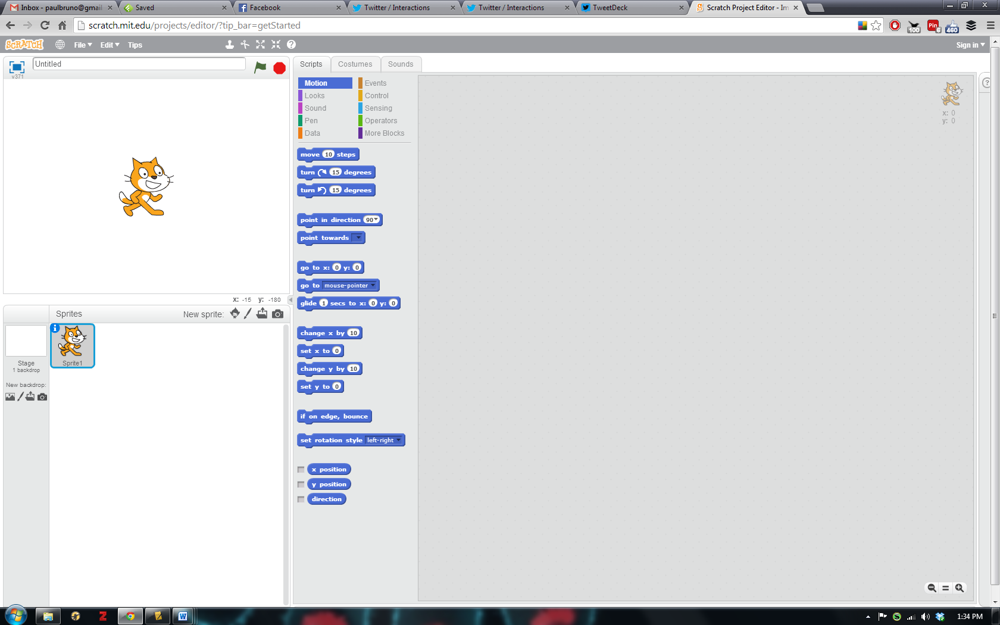 Inbox - paulbruno@gmail
Saved
Facebook
Twitter / Interactions
Twitter / Interactions
TweetDeck
Scratch Project Editor - Im
scratch.mit.edu/projects/editor/?tip_bar=getStarted
100
Pin
6
460
SCRATCH
File
Edit
Tips
Sign in
v371
Untitled
Scripts
Costumes
Sounds
Motion
Looks
Sound
Pen
Data
Events
Control
Sensing
Operators
More Blocks
move 10 steps
turn 15 degrees
turn 15 degrees
point in direction 90
point towards
go to x: 0 y: 0
go to mouse-pointer
glide 1 secs to x: 0 y: 0
change x by 10
set x to 0
change y by 10
set y to 0
if on edge, bounce
set rotation style left-right
x position
y position
direction
x: 0
y: 0
x: -15 y: -180
Sprites
New sprite:
Stage
1 backdrop
New backdrop:
Sprite1
1:34 PM